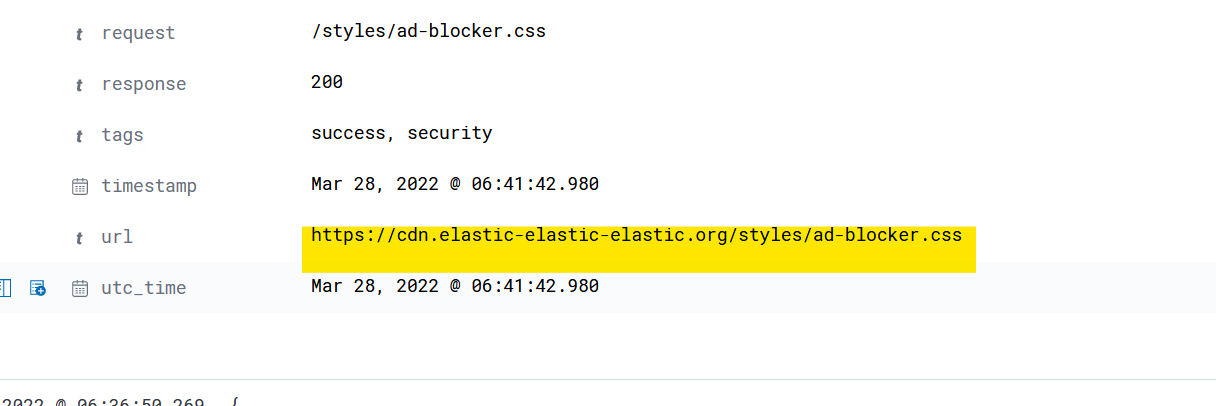 t request /styles/ad-blocker.css
t response 200
t tags success, security
timestamp Mar 28, 2022 @ 06:41:42.980
t url https://cdn.elastic-elastic-elastic.org/styles/ad-blocker.css
utc_time Mar 28, 2022 @ 06:41:42.980
2022 @ 06:36:50.269 {